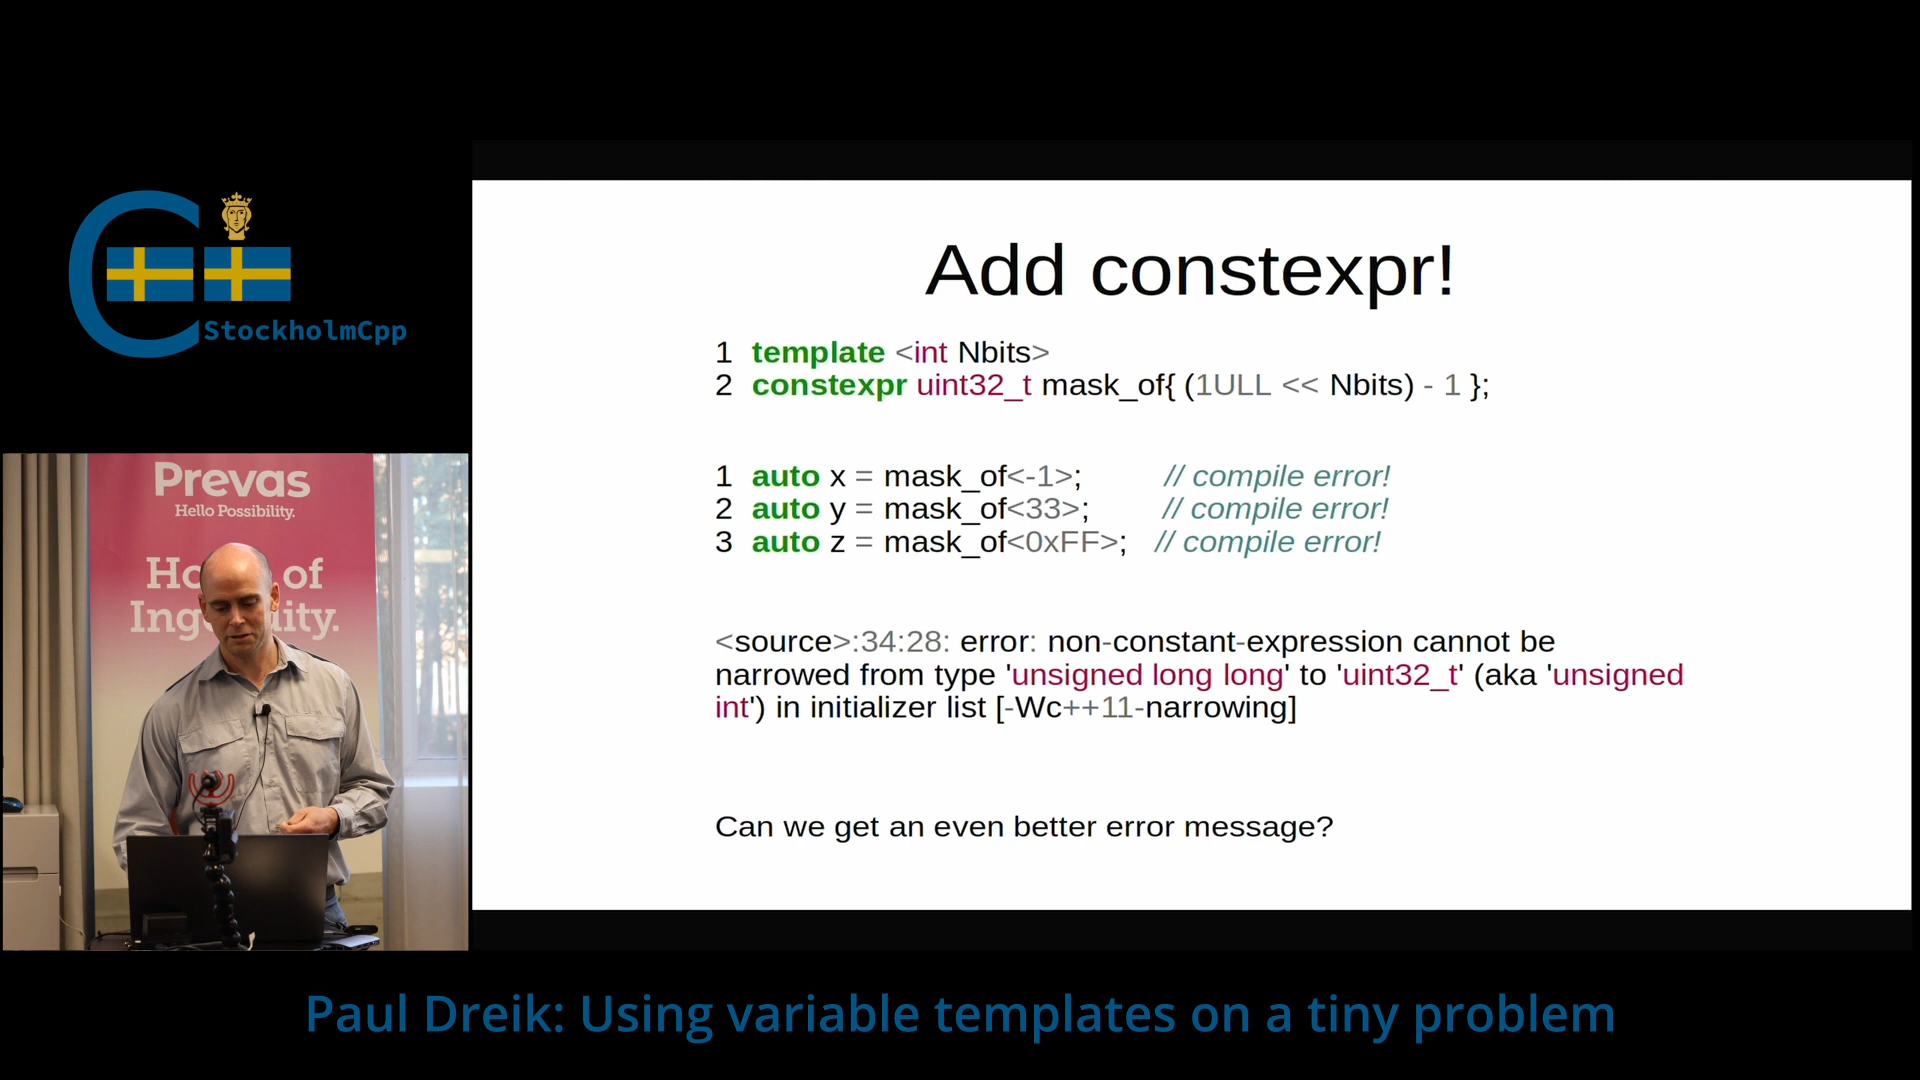 StockholmCpp
Prevas
Hello Possibility.
Add constexpr!
1 template <int Nbits>
2 constexpr uint32_t mask_of{ (1ULL << Nbits) - 1 };
1 auto x = mask_of<-1>; // compile error!
2 auto y = mask_of<33>; // compile error!
3 auto z = mask_of<0xFF>; // compile error!
<source>:34:28: error: non-constant-expression cannot be
narrowed from type 'unsigned long long' to 'uint32_t' (aka 'unsigned
int') in initializer list [-Wc++11-narrowing]
Can we get an even better error message?
Paul Dreik: Using variable templates on a tiny problem